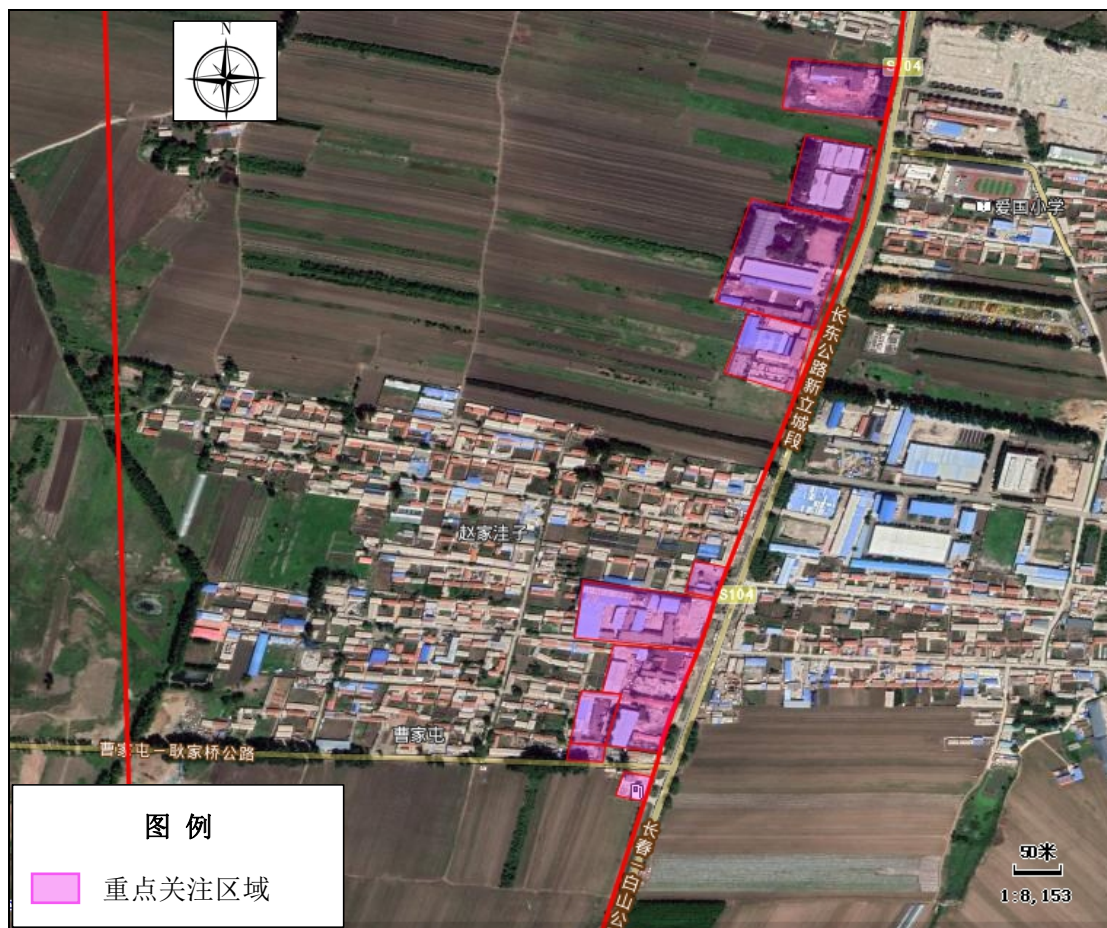 N
S104
爱国小学
长东公路新立城段
赵家洼子
S104
曹家屯
曹家屯一耿家桥公路
长春一白山公
图 例
重点关注区域
50米
1:8,153